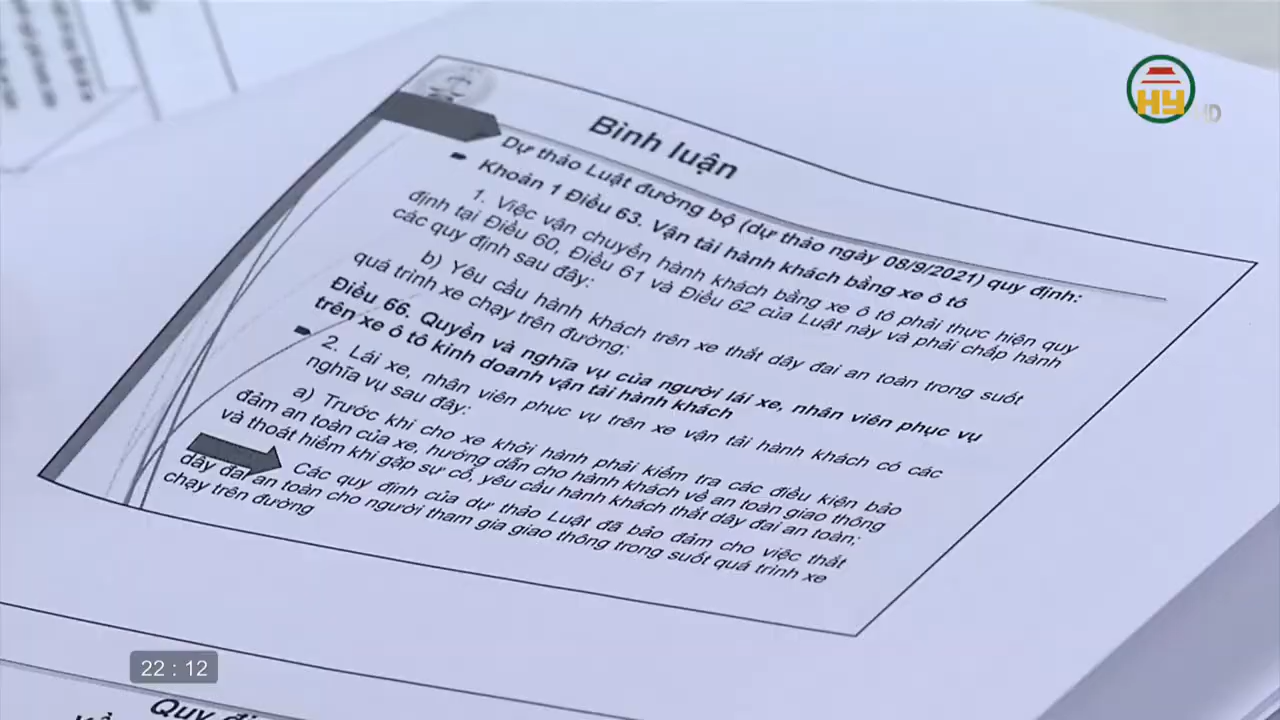 HY
HD
Bình luận
Dự thảo Luật đường bộ (dự thảo ngày 08/9/2021) quy định:
Khoản 1 Điều 63. Vận tải hành khách bằng xe ô tô
1. Việc vận chuyển hành khách bằng xe ô tô phải thực hiện quy
định tại Điều 60, Điều 61 và Điều 62 của Luật này và phải chấp hành
các quy định sau đây:
b) Yêu cầu hành khách trên xe thắt dây đai an toàn trong suốt
quá trình xe chạy trên đường;
Điều 66. Quyền và nghĩa vụ của người lái xe, nhân viên phục vụ
trên xe ô tô kinh doanh vận tải hành khách
2. Lái xe, nhân viên phục vụ trên xe vận tải hành khách có các
nghĩa vụ sau đây:
a) Trước khi cho xe khởi hành phải kiểm tra các điều kiện bảo
đảm an toàn của xe, hướng dẫn cho hành khách về an toàn giao thông
và thoát hiểm khi gặp sự cố, yêu cầu hành khách thắt dây đai an toàn;
Các quy định của dự thảo Luật đã bảo đảm cho việc thắt
dây đai an toàn cho người tham gia giao thông trong suốt quá trình xe
chạy trên đường
22 : 12
Quy